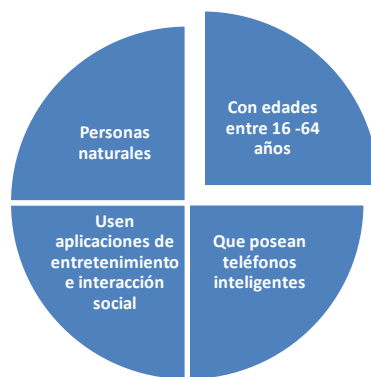 Personas
naturales
Con edades
entre 16 -64
años
Usen
aplicaciones de
entretenimiento
e interacción
social
Que posean
teléfonos
inteligentes